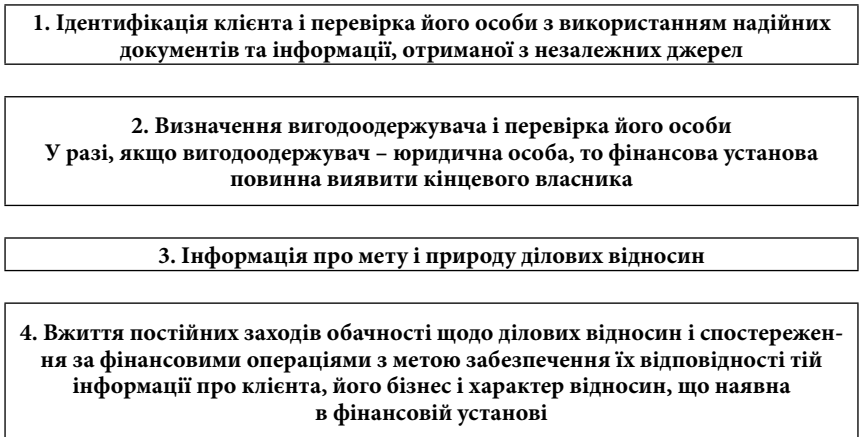 1. Ідентифікація клієнта і перевірка його особи з використанням надійних
документів та інформації, отриманої з незалежних джерел
2. Визначення вигодоодержувача і перевірка його особи
У разі, якщо вигодоодержувач – юридична особа, то фінансова установа
повинна виявити кінцевого власника
3. Інформація про мету і природу ділових відносин
4. Вжиття постійних заходів обачності щодо ділових відносин і спостережен-
ня за фінансовими операціями з метою забезпечення їх відповідності тій
інформації про клієнта, його бізнес і характер відносин, що наявна
в фінансовій установі